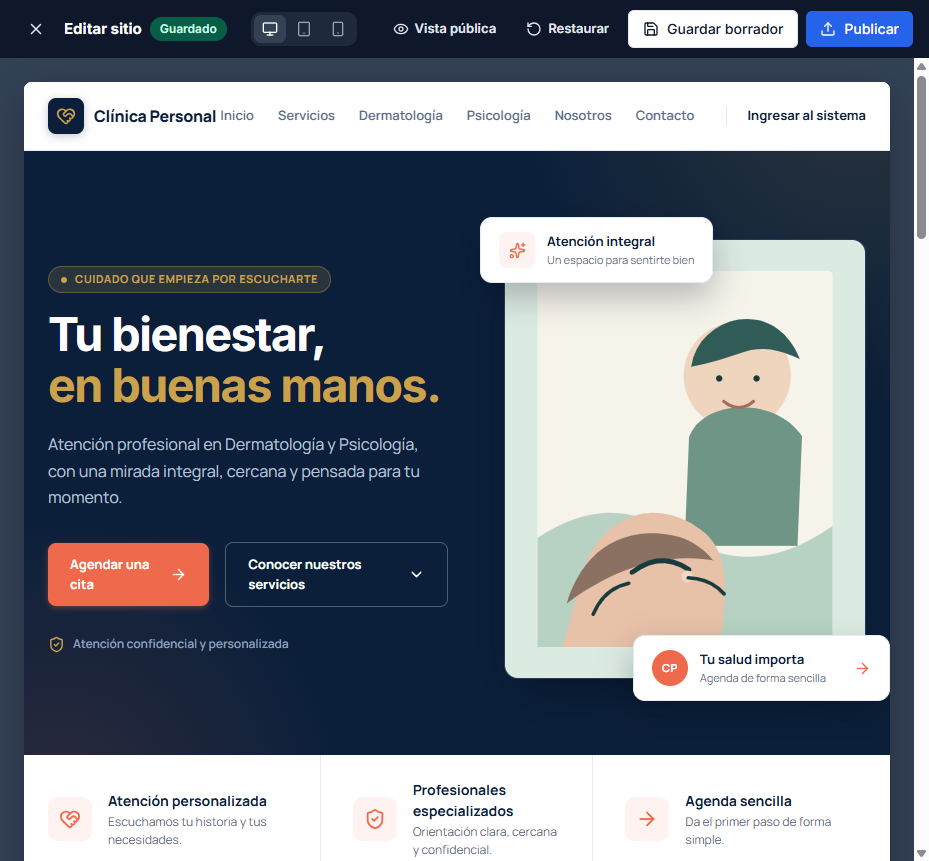 Editar sitio
Guardado
Vista pública
Restaurar
Guardar borrador
Publicar
Clínica Personal
Inicio
Servicios
Dermatología
Psicología
Nosotros
Contacto
Ingresar al sistema
CUIDADO QUE EMPIEZA POR ESCUCHARTE
Tu bienestar,
en buenas manos.
Atención profesional en Dermatología y Psicología,
con una mirada integral, cercana y pensada para tu
momento.
Agendar una
cita
Conocer nuestros
servicios
Atención confidencial y personalizada
Atención integral
Un espacio para sentirte bien
CP
Tu salud importa
Agenda de forma sencilla
Atención personalizada
Escuchamos tu historia y tus
necesidades.
Profesionales
especializados
Orientación clara, cercana
y confidencial.
Agenda sencilla
Da el primer paso de forma
simple.